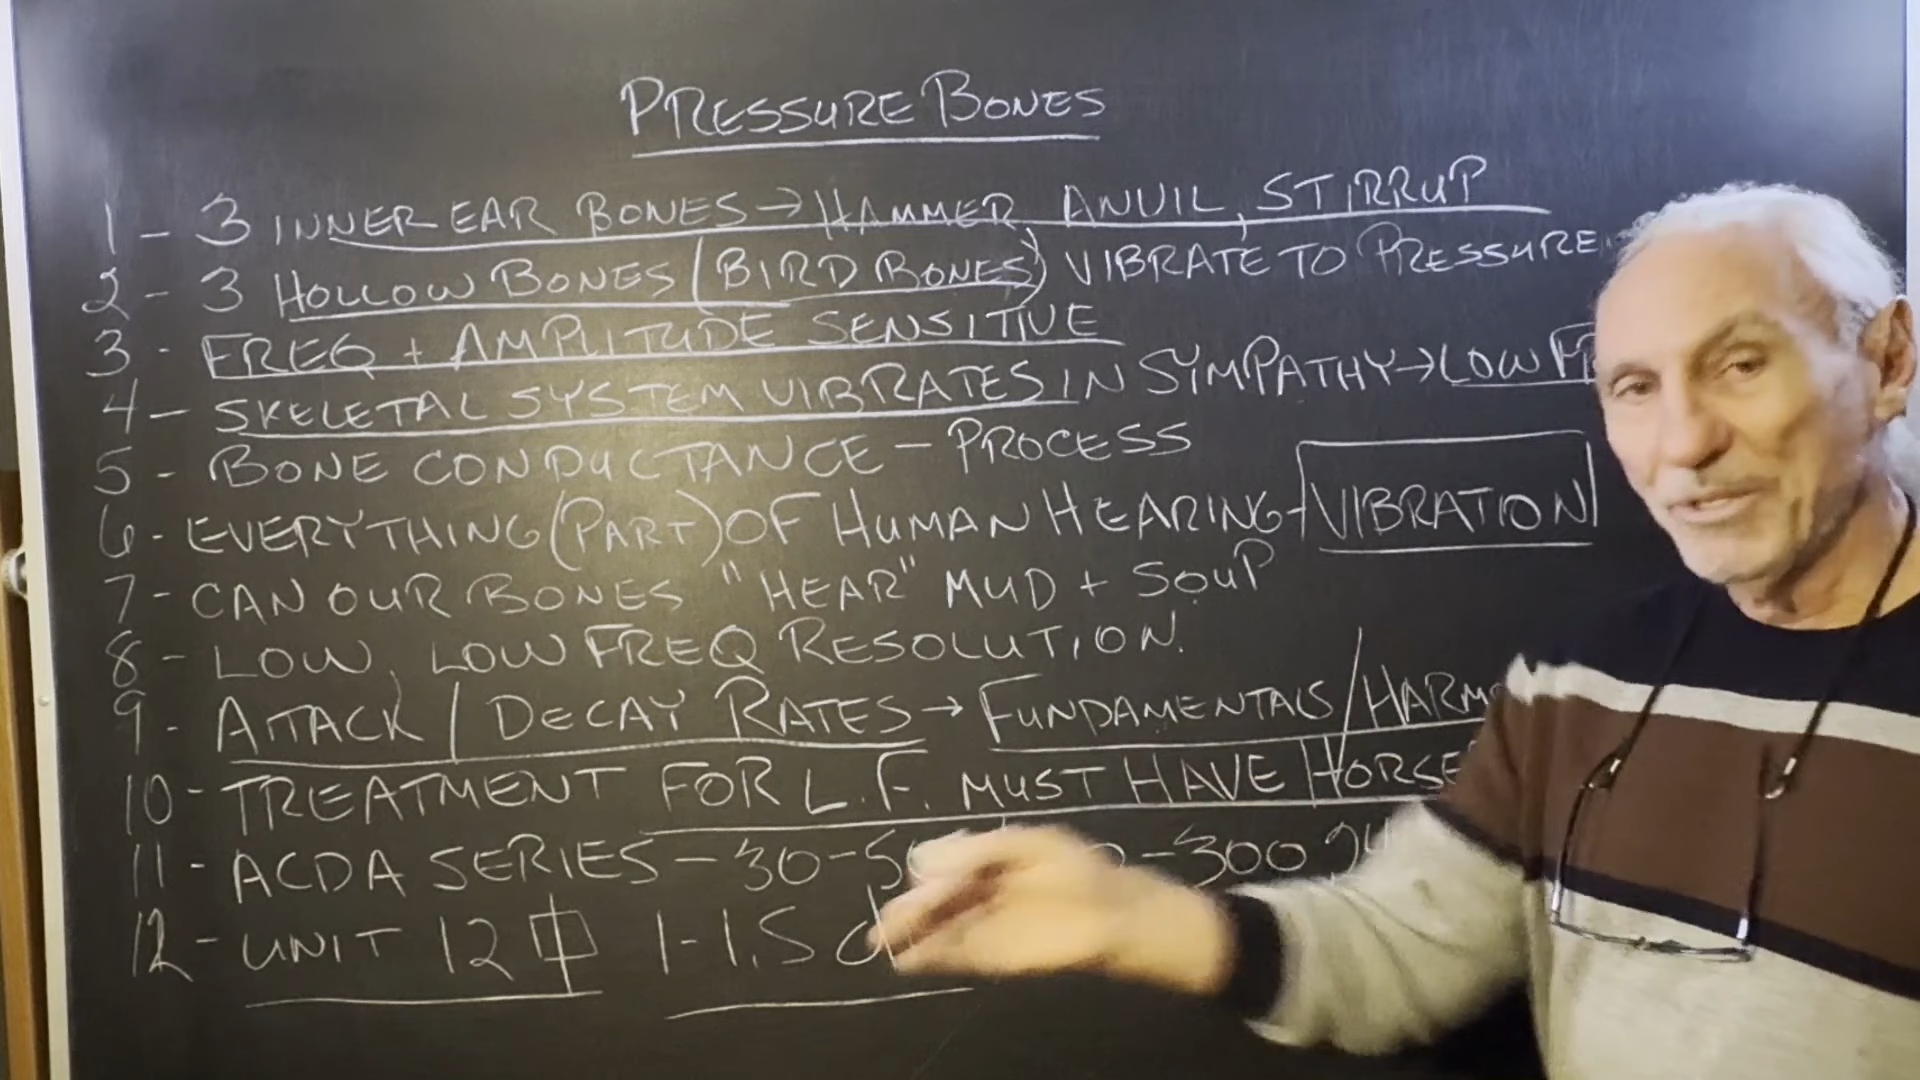 PRESSURE BONES
1 - 3 INNER EAR BONES → HAMMER, ANVIL, STIRRUP
2 - 3 HOLLOW BONES (BIRD BONES) VIBRATE TO PRESSURE
3 - FREQ + AMPLITUDE SENSITIVE
4 - SKELETAL SYSTEM VIBRATES IN SYMPATHY → LOW
5 - BONE CONDUCTANCE - PROCESS
6 - EVERYTHING (PART) OF HUMAN HEARING - VIBRATION
7 - CAN OUR BONES "HEAR" MUD + SOUP
8 - LOW, LOW FREQ RESOLUTION.
9 - ATTACK / DECAY RATES → FUNDAMENTALS / HARM
10 - TREATMENT FOR L.F. MUST HAVE HORSE
11 - ACDA SERIES - 30 - - 300
12 - UNIT 12 1 - 1.5